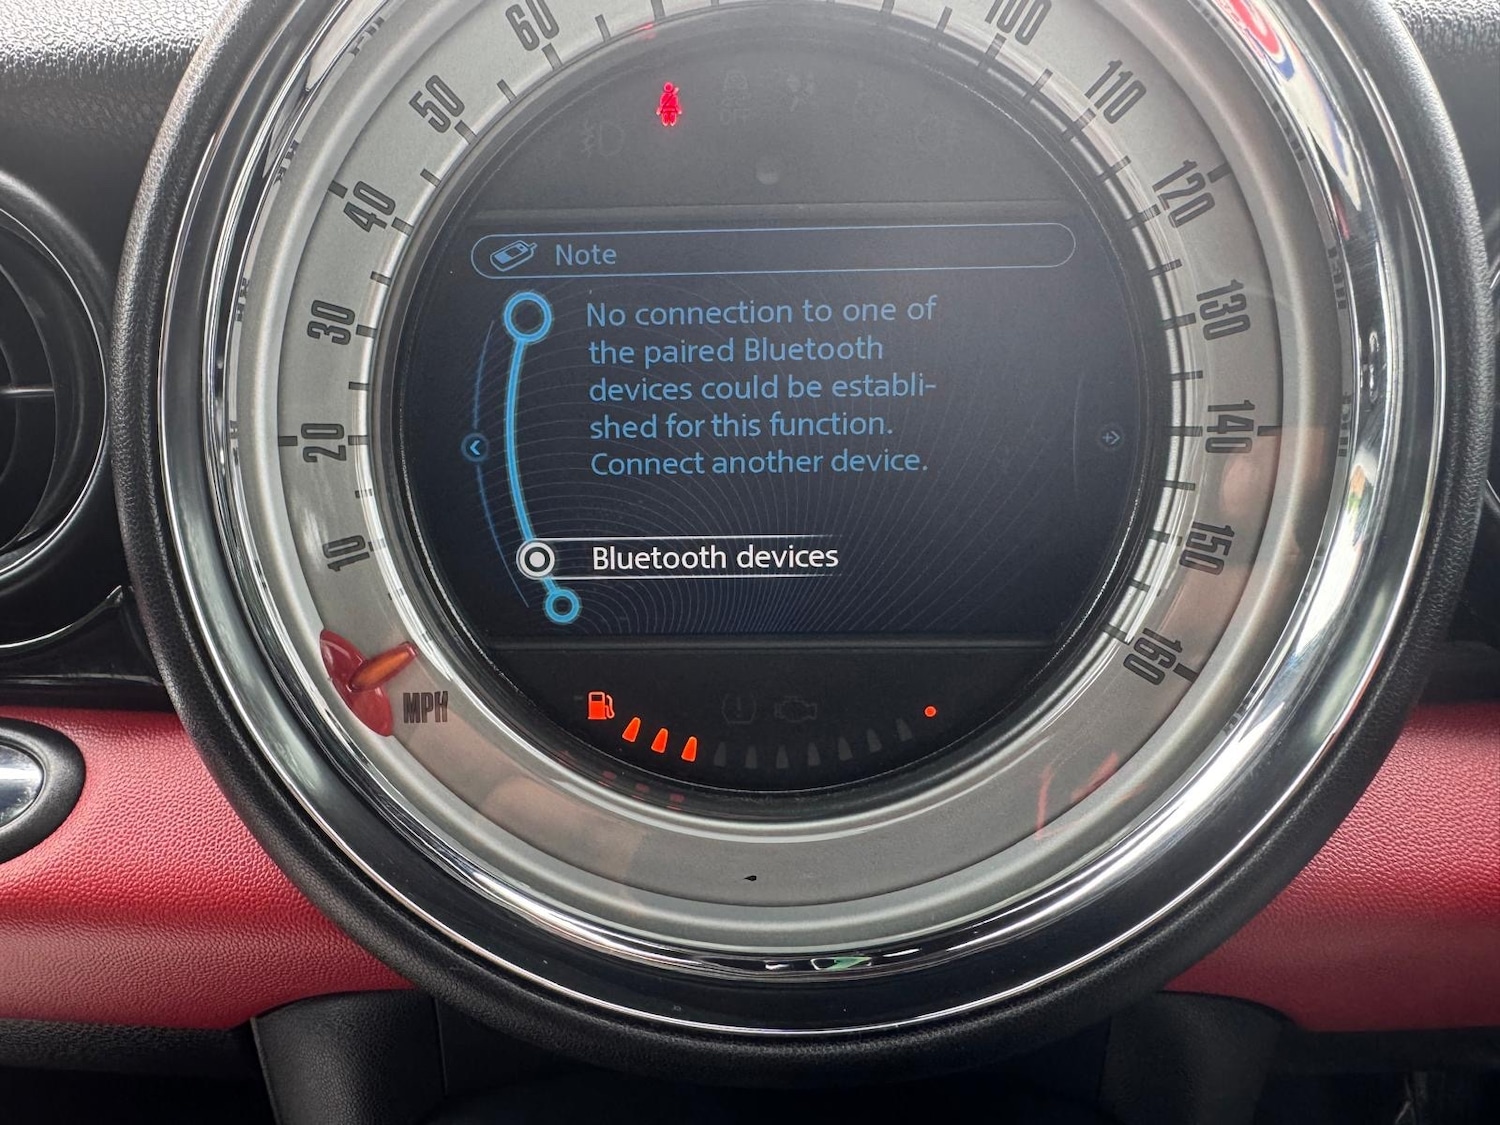 60
100
50
110
40
120
Note
30
130
No connection to one of
the paired Bluetooth
devices could be establi-
shed for this function.
Connect another device.
20
140
10
150
Bluetooth devices
160
MPH